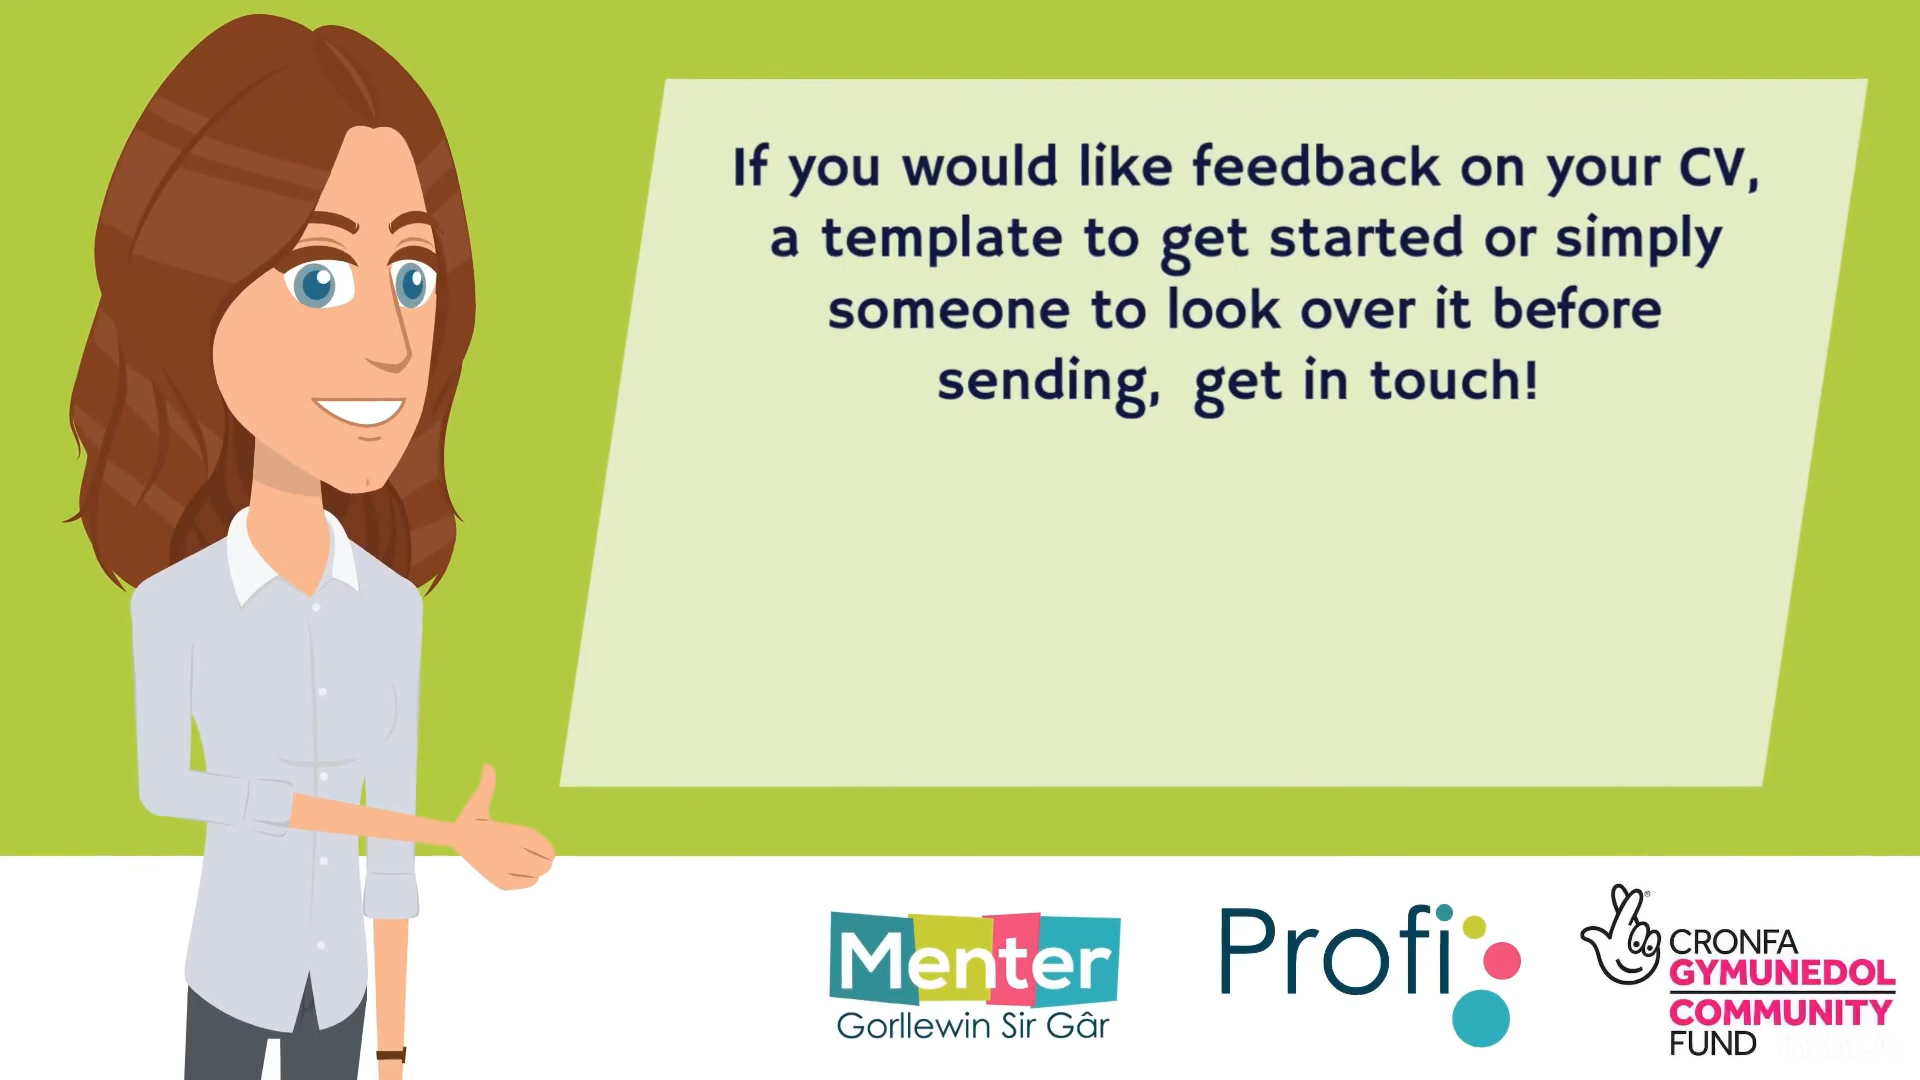 If you would like feedback on your CV,
a template to get started or simply
someone to look over it before
sending, get in touch!
Menter
Gorllewin Sir Gâr
Profi
®
CRONFA
GYMUNEDOL
COMMUNITY
FUND